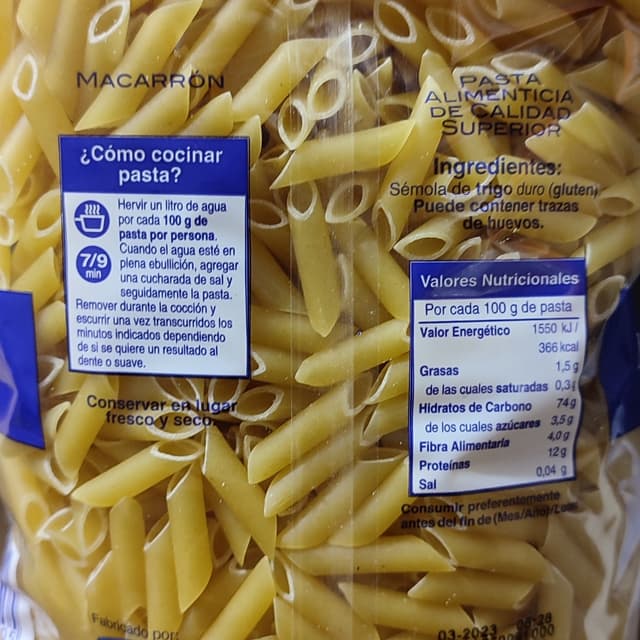 MACARRÓN
¿Cómo cocinar
pasta?
Hervir un litro de agua
por cada 100 g de
pasta por persona.
Cuando el agua esté en
plena ebullición, agregar
una cucharada de sal y
seguidamente la pasta.
Remover durante la cocción y
escurrir una vez transcurridos los
minutos indicados dependiendo
de si se quiere un resultado al
dente o suave.
7/9
min
Conservar en lugar
fresco y seco.
Fabricado por:
PASTA
ALIMENTICIA
DE CALIDAD
SUPERIOR
Ingredientes:
Sémola de trigo duro (gluten)
Puede contener trazas
de huevos.
Valores Nutricionales
Por cada 100 g de pasta
Valor Energético 1550 kJ/
366 kcal
Grasas 1,5 g
de las cuales saturadas 0,3 g
Hidratos de Carbono 74 g
de los cuales azúcares 3,5 g
Fibra Alimentaria 4,0 g
Proteínas 12 g
Sal 0,04 g
Consumir preferentemente
antes del fin de (Mes/Año)/
03-2023 08:28